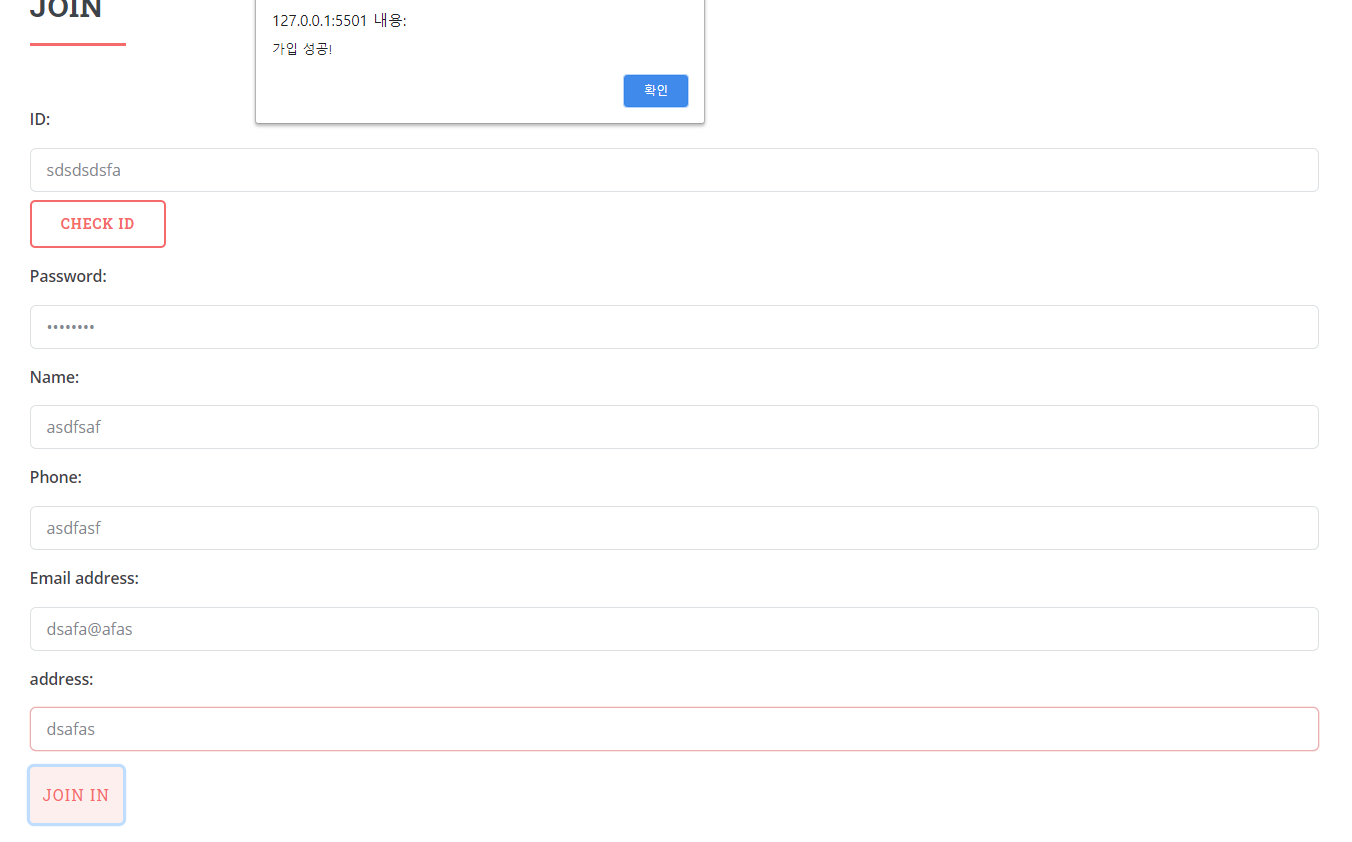 JOIN
127.0.0.1:5501 내용:
가입 성공!
확인
ID:
sdsdsdsfa
CHECK ID
Password:
••••••••
Name:
asdfsaf
Phone:
asdfasf
Email address:
dsafa@afas
address:
dsafas
JOIN IN